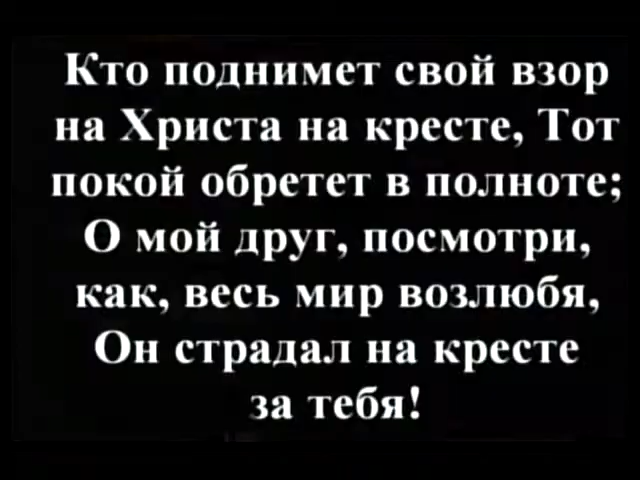 Кто поднимет свой взор
на Христа на кресте, Тот
покой обретет в полноте;
О мой друг, посмотри,
как, весь мир возлюбя,
Он страдал на кресте
за тебя!